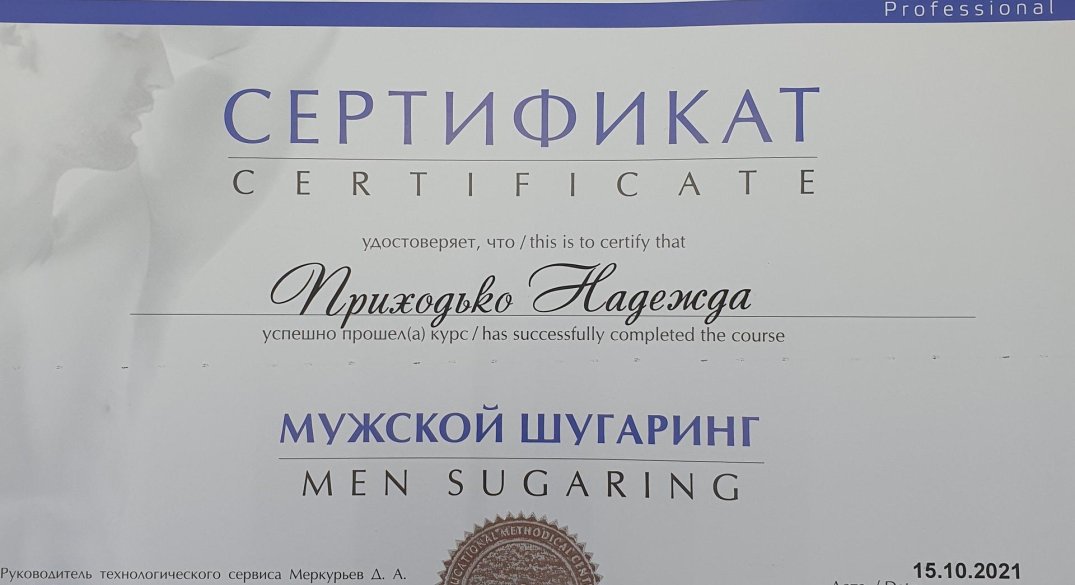 Professional
СЕРТИФИКАТ
CERTIFICATE
удостоверяет, что / this is to certify that
Приходько Надежда
успешно прошел(а) курс / has successfully completed the course
МУЖСКОЙ ШУГАРИНГ
MEN SUGARING
METHODICAL
Руководитель технологического сервиса Меркурьев Д. А.
15.10.2021